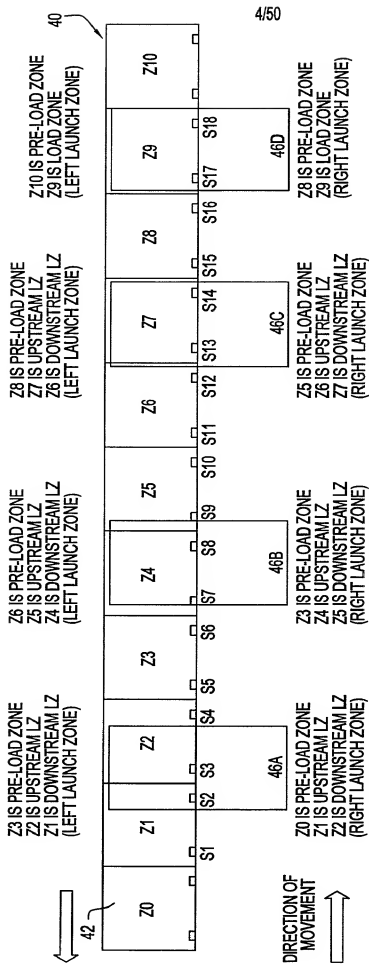 4/50
40
Z3 IS PRE-LOAD ZONE
Z2 IS UPSTREAM LZ
Z1 IS DOWNSTREAM LZ
(LEFT LAUNCH ZONE)
Z6 IS PRE-LOAD ZONE
Z5 IS UPSTREAM LZ
Z4 IS DOWNSTREAM LZ
(LEFT LAUNCH ZONE)
Z8 IS PRE-LOAD ZONE
Z7 IS UPSTREAM LZ
Z6 IS DOWNSTREAM LZ
(LEFT LAUNCH ZONE)
Z10 IS PRE-LOAD ZONE
Z9 IS LOAD ZONE
(LEFT LAUNCH ZONE)
42
Z0
Z1
Z2
Z3
Z4
Z5
Z6
Z7
Z8
Z9
Z10
S1
S2
S3
S4
S5
S6
S7
S8
S9
S10
S11
S12
S13
S14
S15
S16
S17
S18
46A
46B
46C
46D
DIRECTION OF
MOVEMENT
Z0 IS PRE-LOAD ZONE
Z1 IS UPSTREAM LZ
Z2 IS DOWNSTREAM LZ
(RIGHT LAUNCH ZONE)
Z3 IS PRE-LOAD ZONE
Z4 IS UPSTREAM LZ
Z5 IS DOWNSTREAM LZ
(RIGHT LAUNCH ZONE)
Z5 IS PRE-LOAD ZONE
Z6 IS UPSTREAM LZ
Z7 IS DOWNSTREAM LZ
(RIGHT LAUNCH ZONE)
Z8 IS PRE-LOAD ZONE
Z9 IS LOAD ZONE
(RIGHT LAUNCH ZONE)